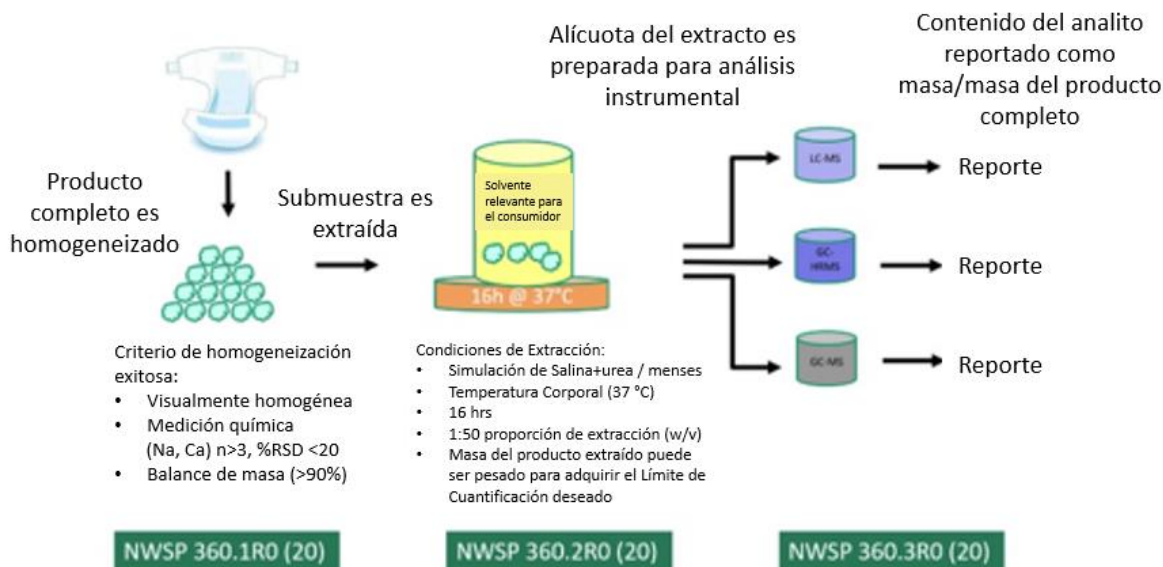 Producto
completo es
homogeneizado
Criterio de homogeneización
exitosa:
• Visualmente homogénea
• Medición química
(Na, Ca) n>3, %RSD <20
• Balance de masa (>90%)
NWSP 360.1R0 (20)
Submuestra es
extraída
Solvente
relevante para
el consumidor
16h @ 37°C
Condiciones de Extracción:
• Simulación de Salina+urea / menses
• Temperatura Corporal (37 °C)
• 16 hrs
• 1:50 proporción de extracción (w/v)
• Masa del producto extraído puede
ser pesado para adquirir el Límite de
Cuantificación deseado
NWSP 360.2R0 (20)
Alícuota del extracto es
preparada para análisis
instrumental
LC-MS
GC-
HRMS
GC-MS
Contenido del analito
reportado como
masa/masa del producto
completo
Reporte
Reporte
Reporte
NWSP 360.3R0 (20)